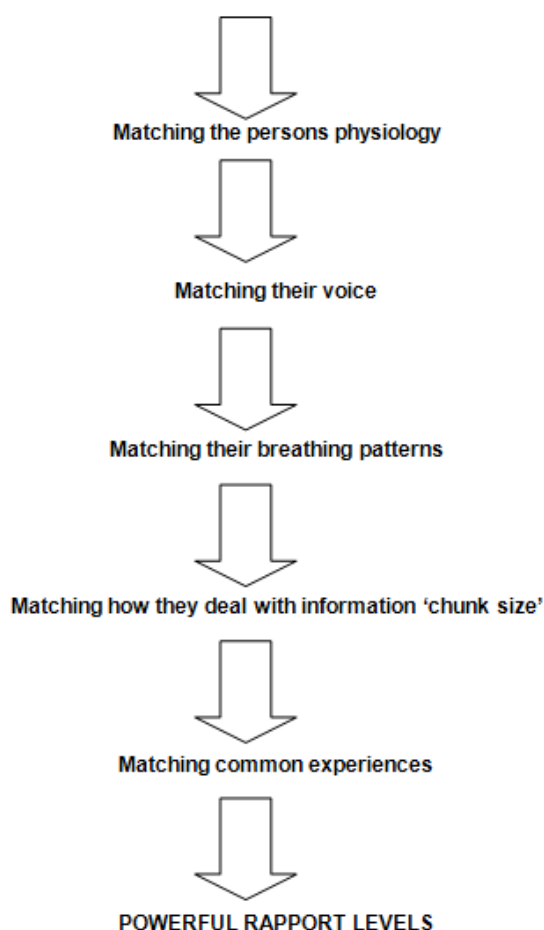 Matching the persons physiology
Matching their voice
Matching their breathing patterns
Matching how they deal with information ‘chunk size’
Matching common experiences
POWERFUL RAPPORT LEVELS